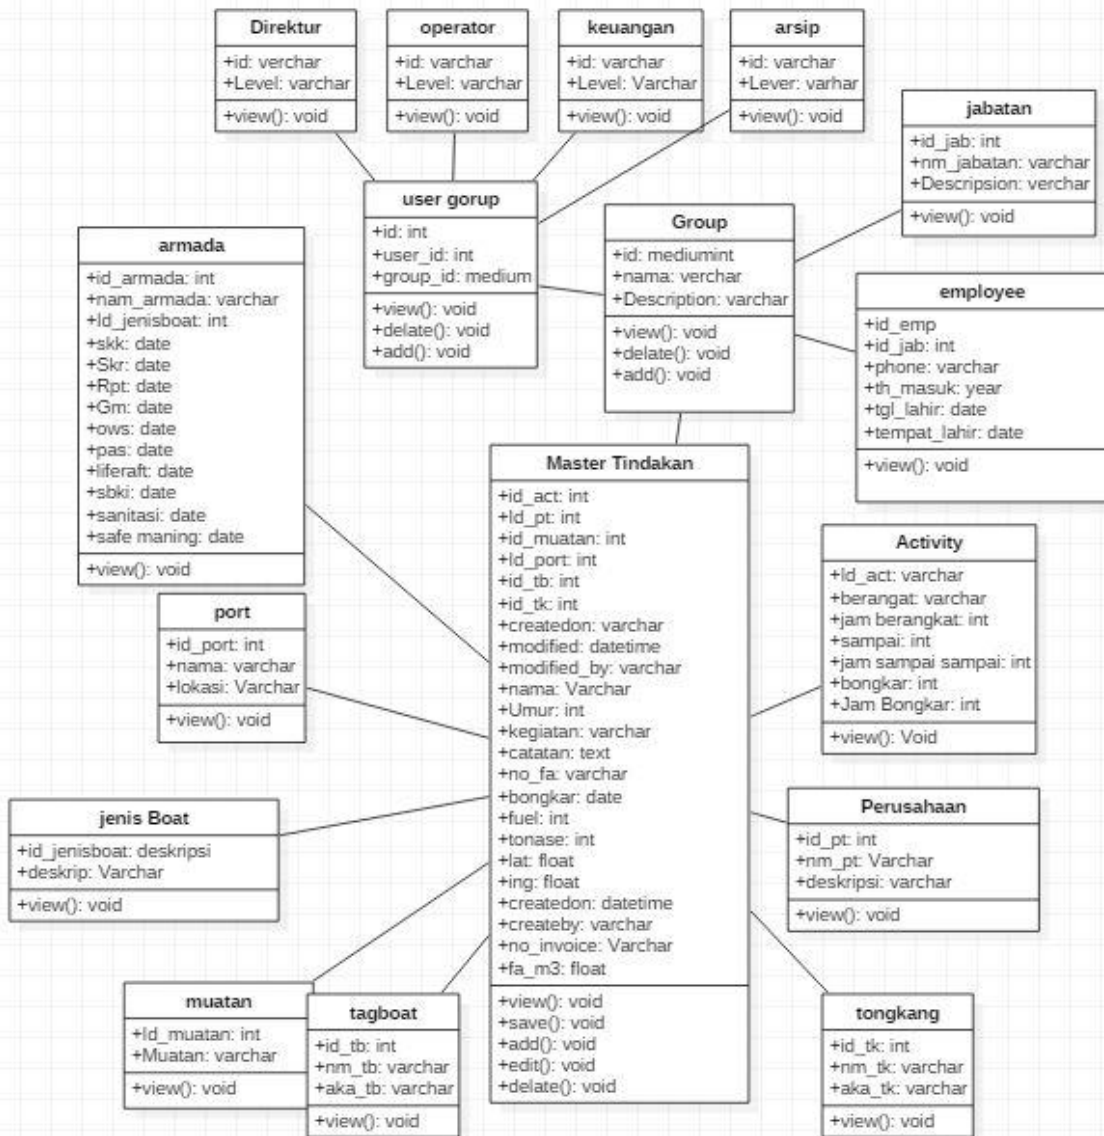 Direktur
+id: verchar
+Level: varchar
+view(): void
operator
+id: varchar
+Level: varchar
+view(): void
keuangan
+id: varchar
+Level: Varchar
+view(): void
arsip
+id: varchar
+Lever: varhar
+view(): void
jabatan
+id_jab: int
+nm_jabatan: varchar
+Descripsion: verchar
+view(): void
user gorup
+id: int
+user_id: int
+group_id: medium
+view(): void
+delate(): void
+add(): void
Group
+id: mediumint
+nama: verchar
+Description: varchar
+view(): void
+delate(): void
+add(): void
armada
+id_armada: int
+nam_armada: varchar
+Id_jenisboat: int
+skk: date
+Skr: date
+Rpt: date
+Gm: date
+ows: date
+pas: date
+liferaft: date
+sbki: date
+sanitasi: date
+safe maning: date
+view(): void
employee
+id_emp
+id_jab: int
+phone: varchar
+th_masuk: year
+tgl_lahir: date
+tempat_lahir: date
+view(): void
Master Tindakan
+id_act: int
+Id_pt: int
+id_muatan: int
+Id_port: int
+id_tb: int
+id_tk: int
+createdon: varchar
+modified: datetime
+modified_by: varchar
+nama: Varchar
+Umur: int
+kegiatan: varchar
+catatan: text
+no_fa: varchar
+bongkar: date
+fuel: int
+tonase: int
+lat: float
+ing: float
+createdon: datetime
+createby: varchar
+no_invoice: Varchar
+fa_m3: float
+view(): void
+save(): void
+add(): void
+edit(): void
+delate(): void
Activity
+Id_act: varchar
+berangat: varchar
+jam berangkat: int
+sampai: int
+jam sampai sampai: int
+bongkar: int
+Jam Bongkar: int
+view(): Void
port
+id_port: int
+nama: varchar
+lokasi: Varchar
+view(): void
jenis Boat
+id_jenisboat: deskripsi
+deskrip: Varchar
+view(): void
Perusahaan
+id_pt: int
+nm_pt: Varchar
+deskripsi: varchar
+view(): void
muatan
+Id_muatan: int
+Muatan: varchar
+view(): void
tagboat
+id_tb: int
+nm_tb: varchar
+aka_tb: varchar
+view(): void
tongkang
+id_tk: int
+nm_tk: varchar
+aka_tk: varchar
+view(): void